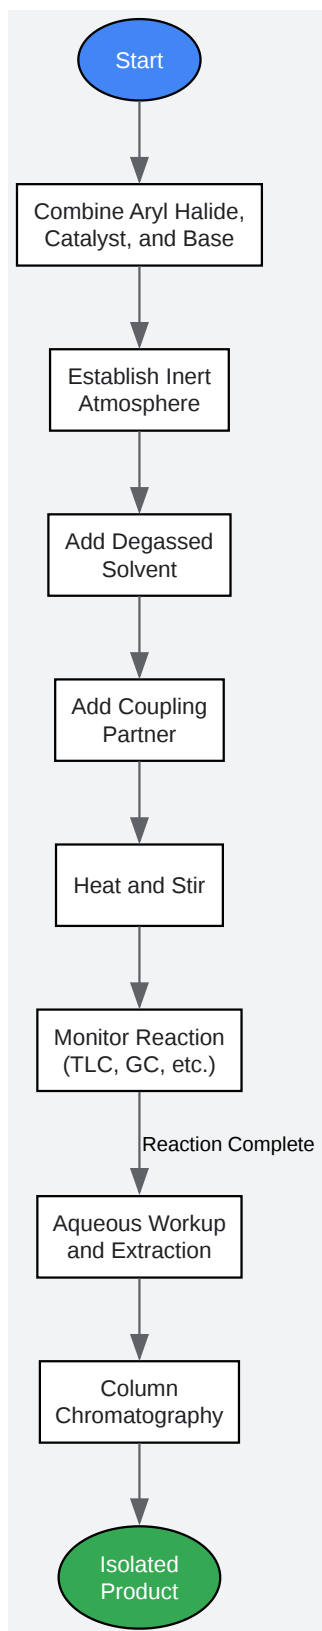 Start
Combine Aryl Halide,
Catalyst, and Base
Establish Inert
Atmosphere
Add Degassed
Solvent
Add Coupling
Partner
Heat and Stir
Monitor Reaction
(TLC, GC, etc.)
Reaction Complete
Aqueous Workup
and Extraction
Column
Chromatography
Isolated
Product